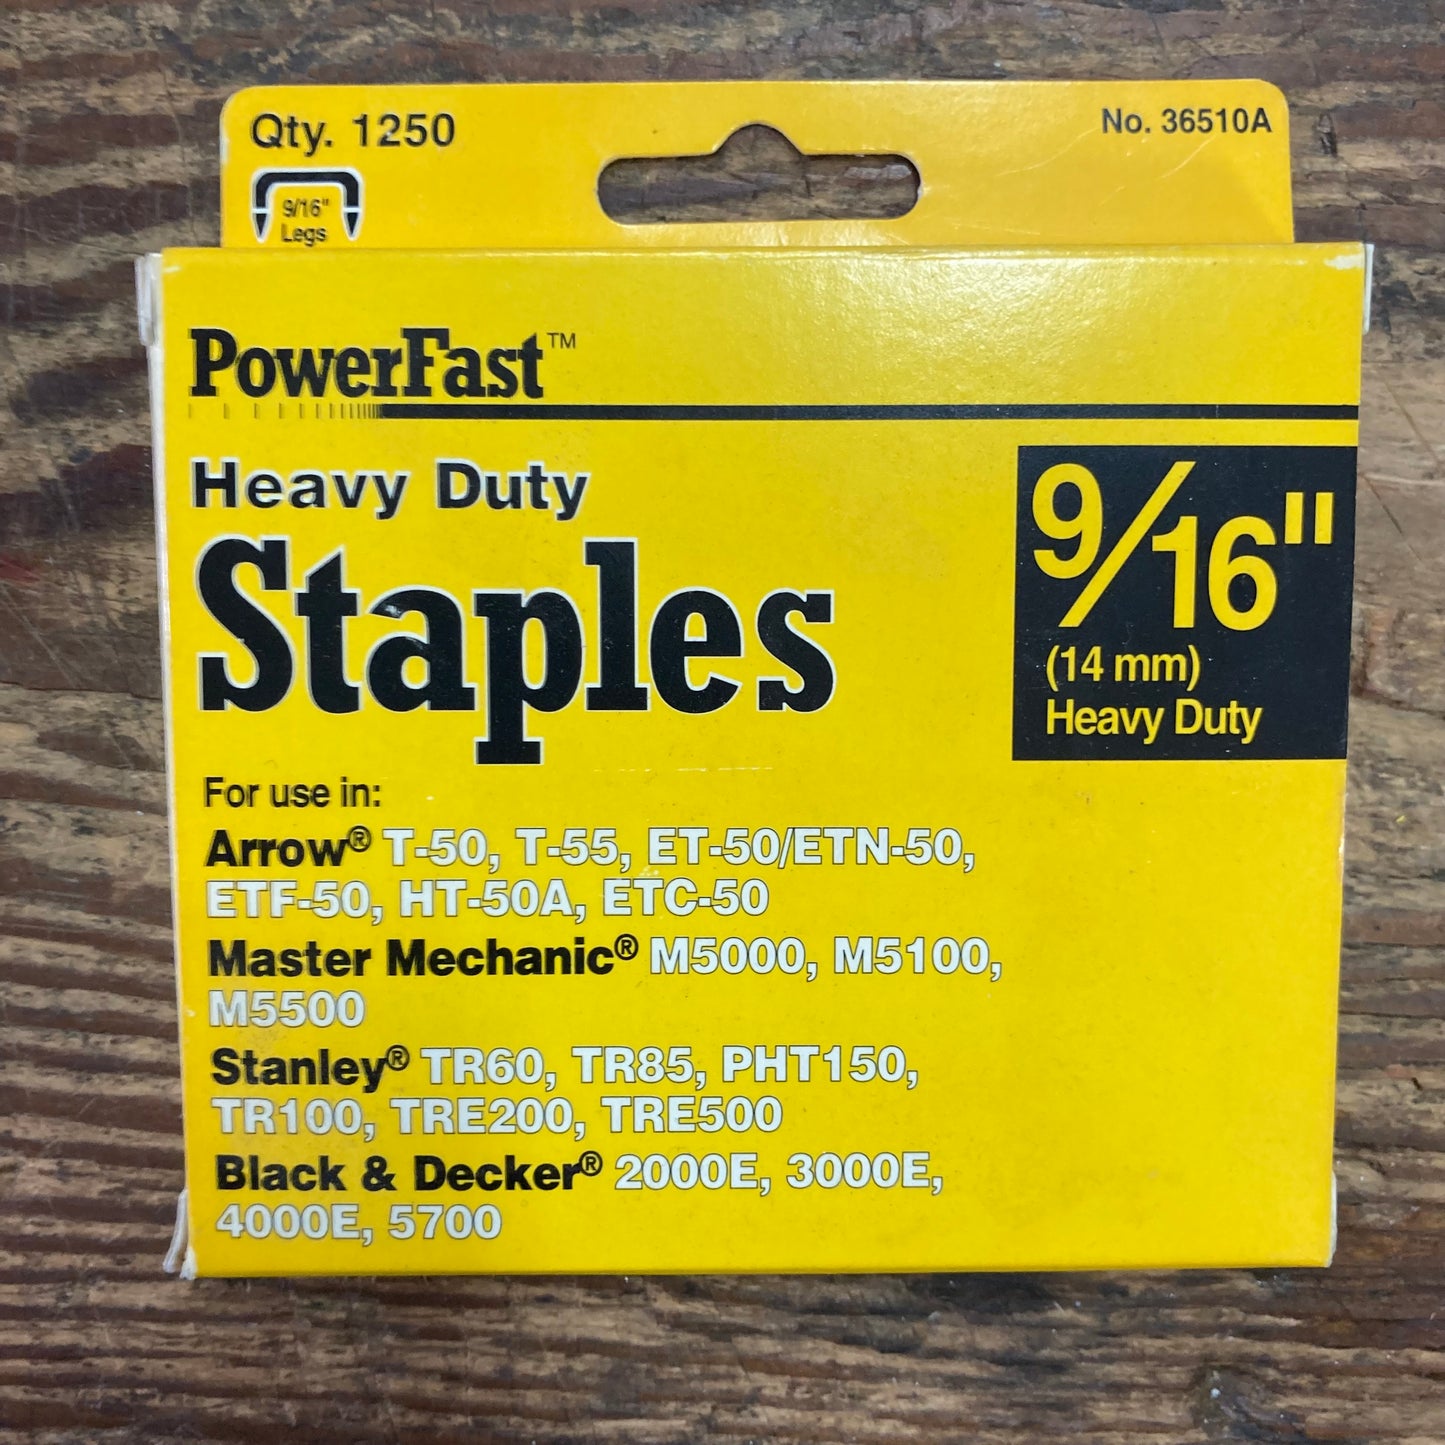 Qty. 1250
No. 36510A
9/16"
Legs
PowerFast™
Heavy Duty
Staples
9/16"
(14 mm)
Heavy Duty
For use in:
Arrow® T-50, T-55, ET-50/ETN-50,
ETF-50, HT-50A, ETC-50
Master Mechanic® M5000, M5100,
M5500
Stanley® TR60, TR85, PHT150,
TR100, TRE200, TRE500
Black & Decker® 2000E, 3000E,
4000E, 5700